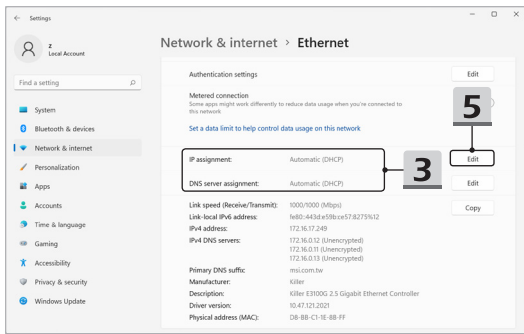 Settings
z
Local Account
Find a setting
System
Bluetooth & devices
Network & internet
Personalization
Apps
Accounts
Time & language
Gaming
Accessibility
Privacy & security
Windows Update
Network & internet > Ethernet
Authentication settings
Edit
Metered connection
Some apps might work differently to reduce data usage when you're connected to
this network
5
Set a data limit to help control data usage on this network
IP assignment: Automatic (DHCP)
Edit
3
DNS server assignment: Automatic (DHCP)
Edit
Link speed (Receive/Transmit): 1000/1000 (Mbps)
Copy
Link-local IPv6 address: fe80::443d:e59b:ce57:8275%12
IPv4 address: 172.16.17.249
IPv4 DNS servers: 172.16.0.12 (Unencrypted)
172.16.0.11 (Unencrypted)
172.16.0.13 (Unencrypted)
Primary DNS suffix: msi.com.tw
Manufacturer: Killer
Description: Killer E3100G 2.5 Gigabit Ethernet Controller
Driver version: 10.47.121.2021
Physical address (MAC): D8-BB-C1-1E-8B-FF